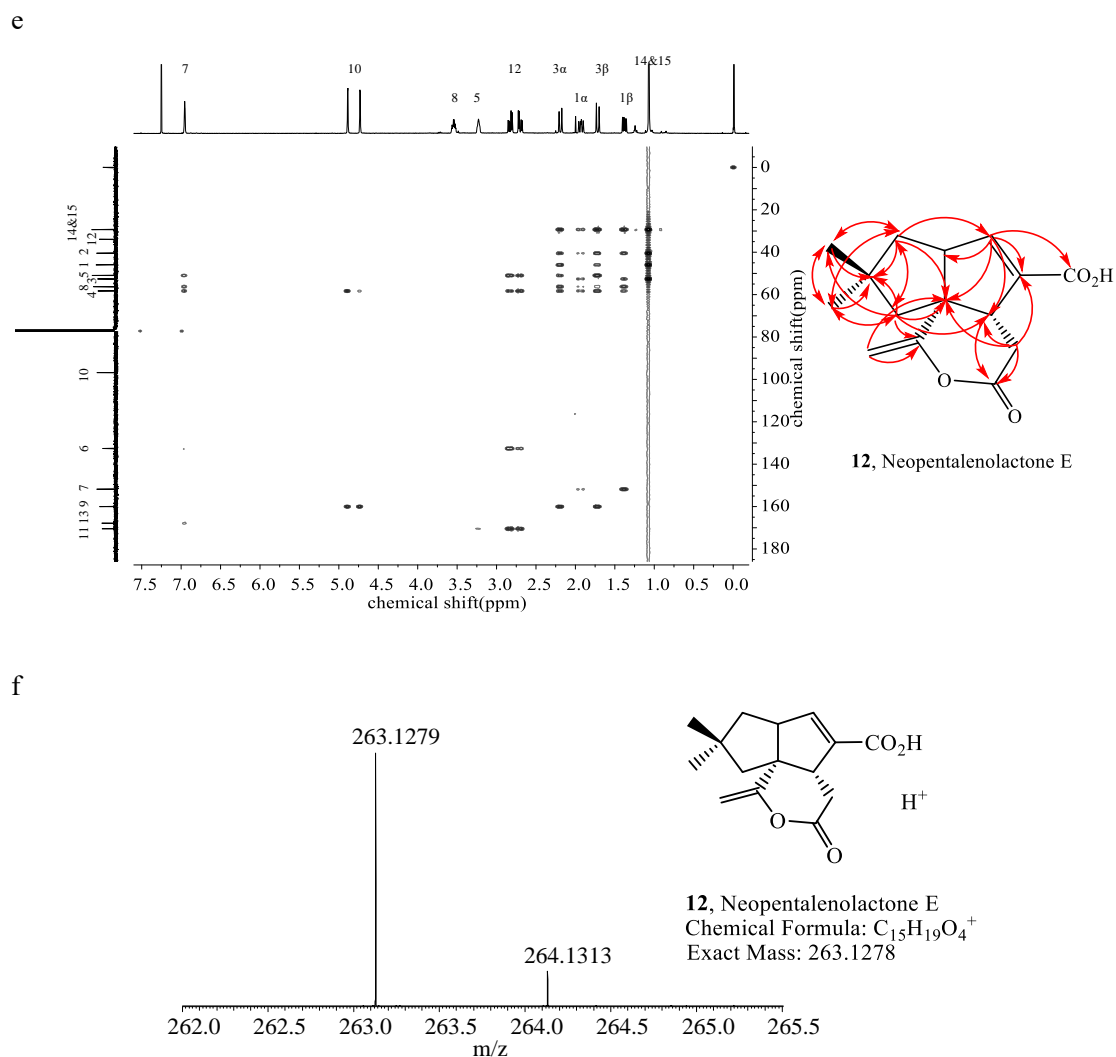 e
7
10
8
5
12
3α
1α
3β
1β
14&15
0
20
40
60
80
100
120
140
160
180
chemical shift(ppm)
14&15
12
2
1
5
3
8
4
10
6
7
9
13
11
7.5 7.0 6.5 6.0 5.5 5.0 4.5 4.0 3.5 3.0 2.5 2.0 1.5 1.0 0.5 0.0
chemical shift(ppm)
CO₂H
O
O
12, Neopentalenolactone E
f
263.1279
264.1313
262.0 262.5 263.0 263.5 264.0 264.5 265.0 265.5
m/z
CO₂H
H⁺
O
O
12, Neopentalenolactone E
Chemical Formula: C₁₅H₁₉O₄⁺
Exact Mass: 263.1278